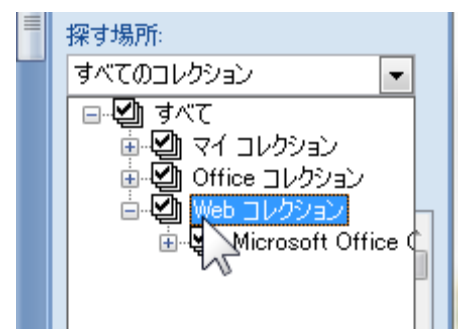 探す場所:
すべてのコレクション
すべて
マイ コレクション
Office コレクション
Web コレクション
Microsoft Office